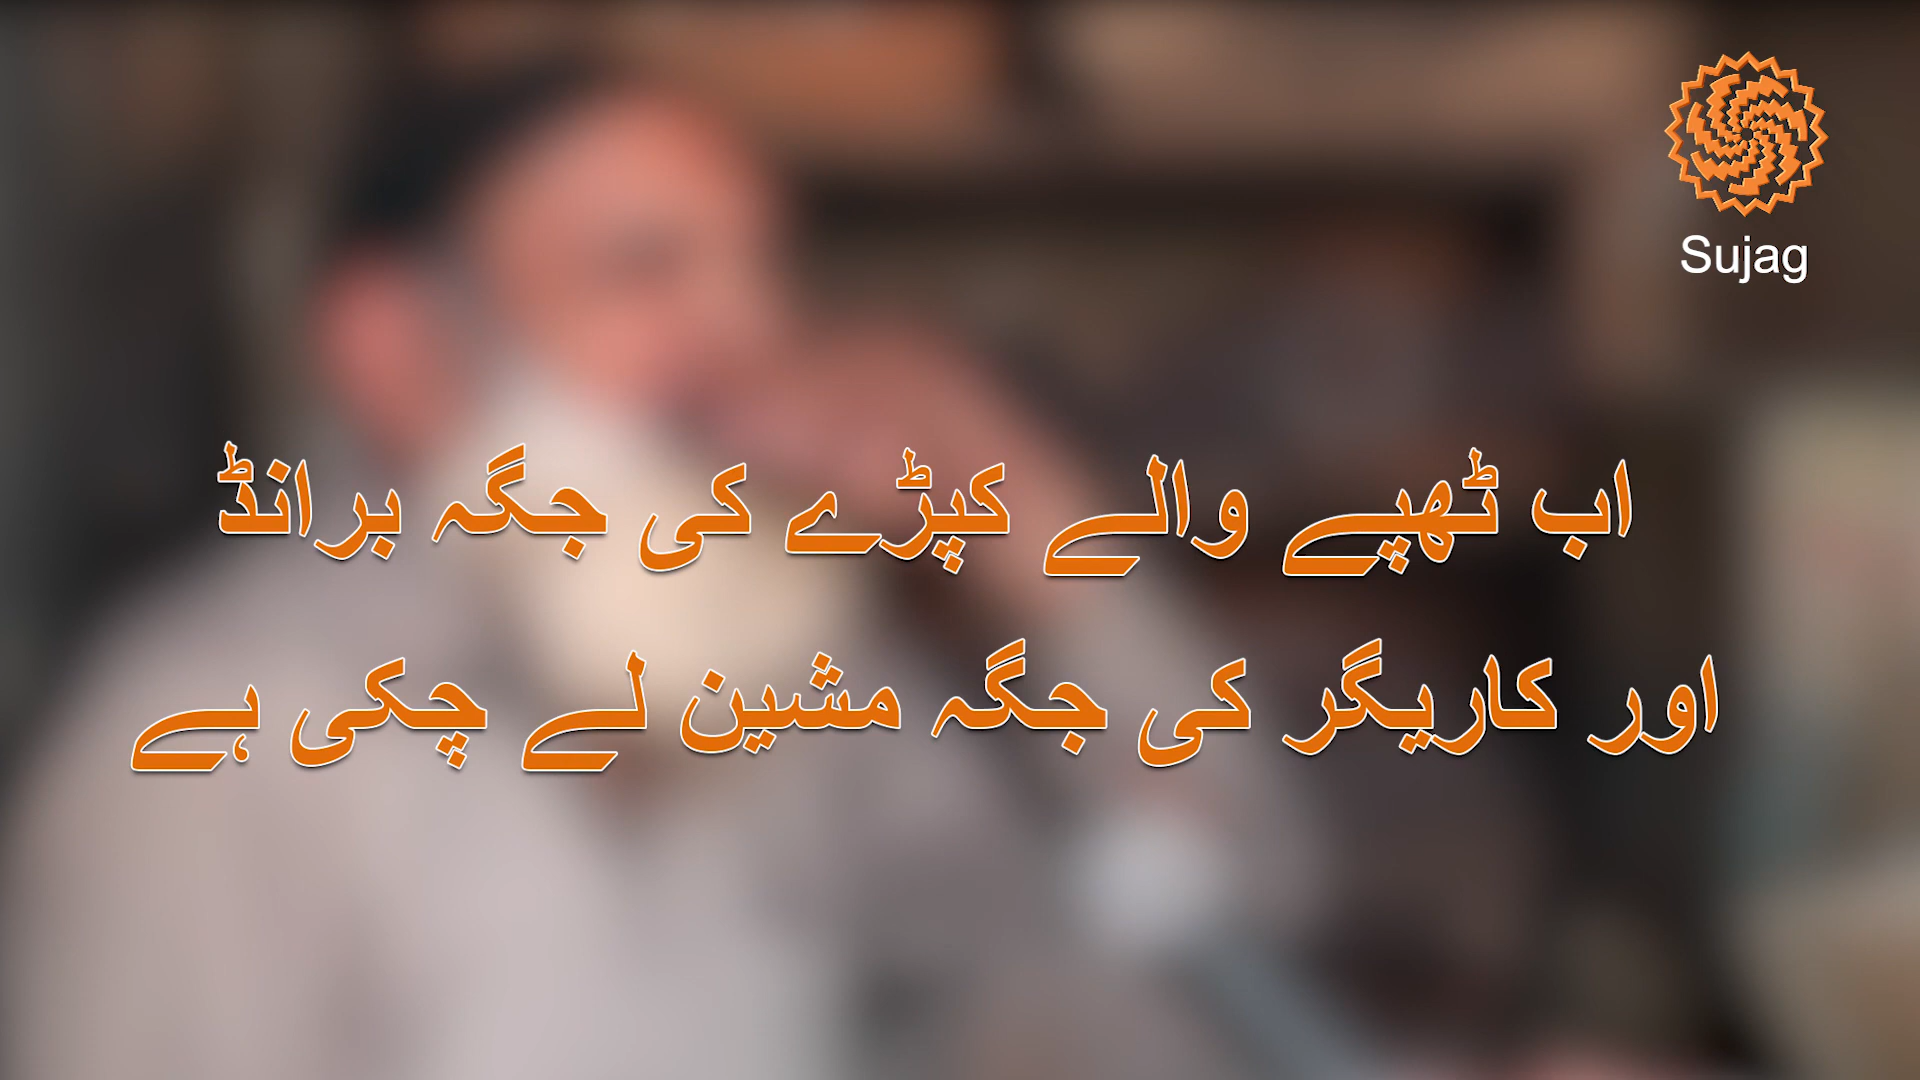 Sujag
اب ٹھپے والے کپڑے کی جگہ برانڈ
اور کاریگر کی جگہ مشین لے چکی ہے